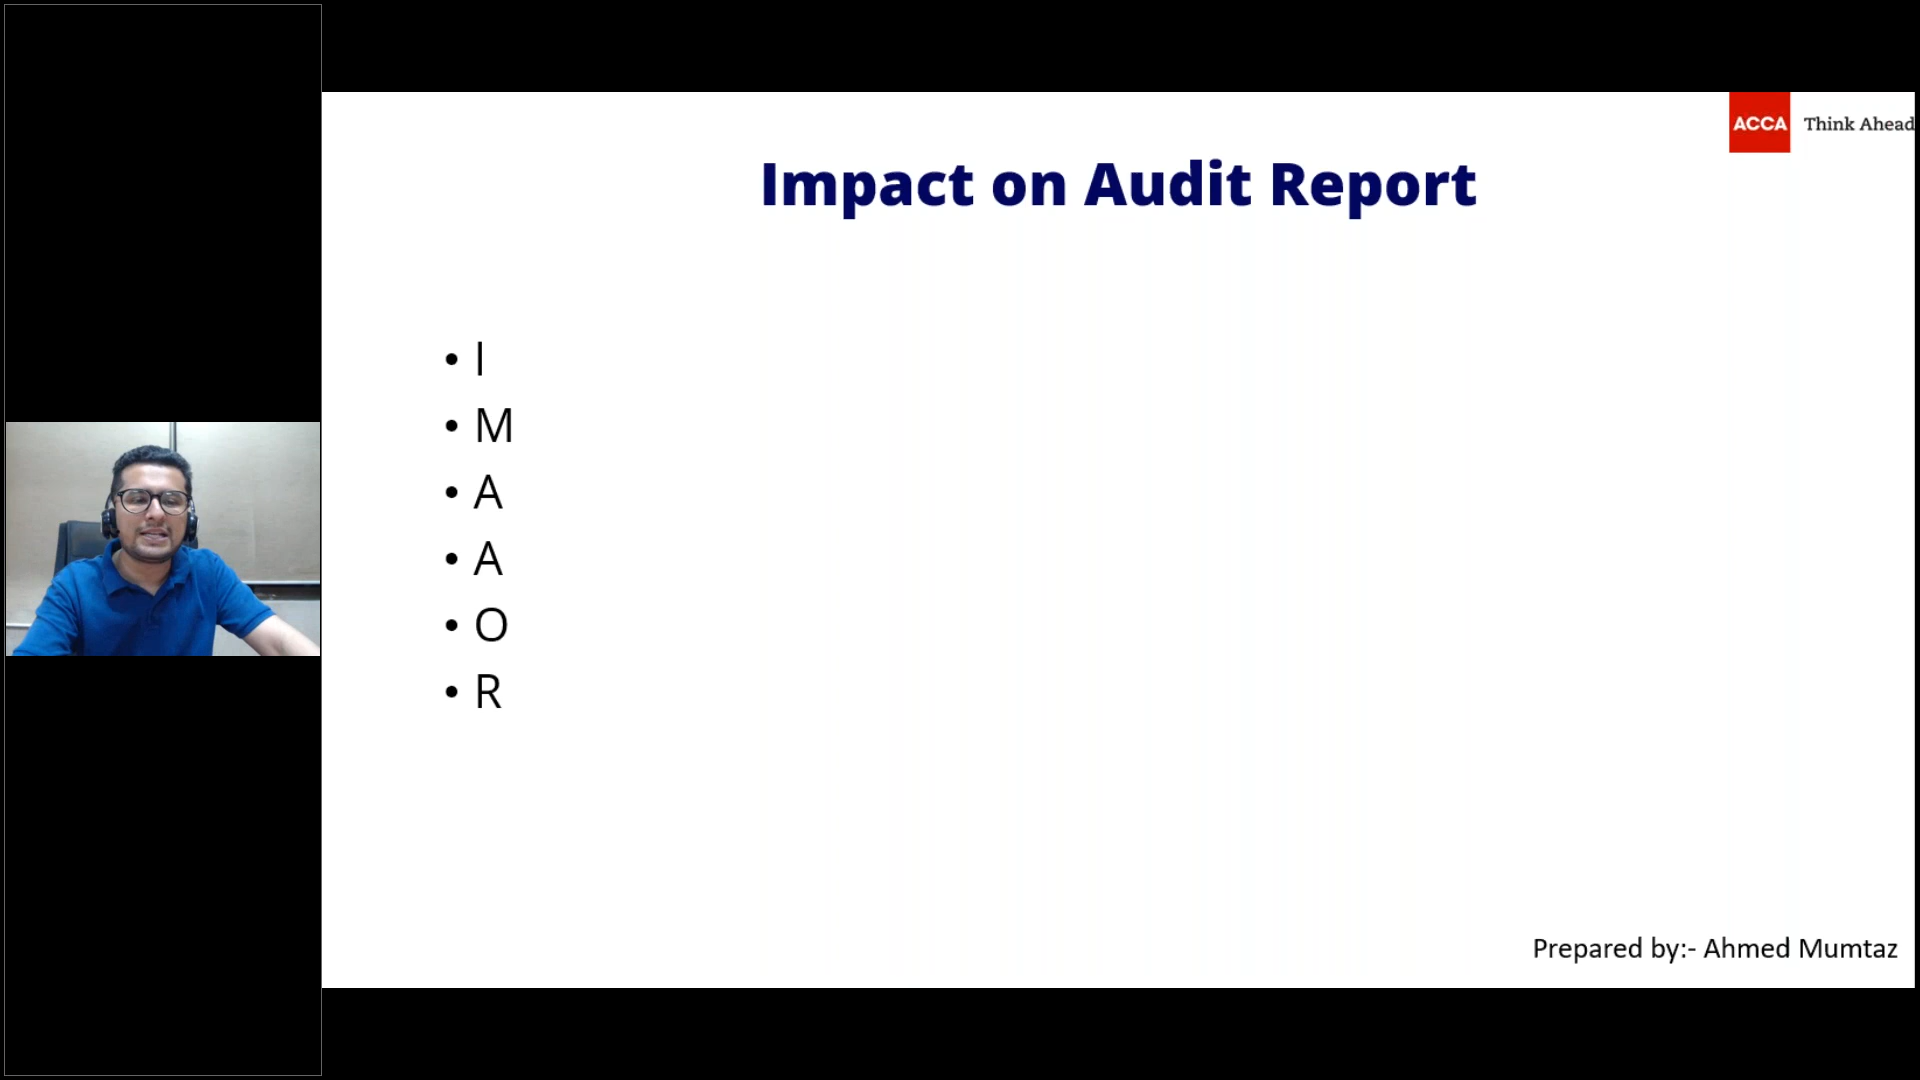 ACCA Think Ahead
Impact on Audit Report
• I
• M
• A
• A
• O
• R
Prepared by:- Ahmed Mumtaz